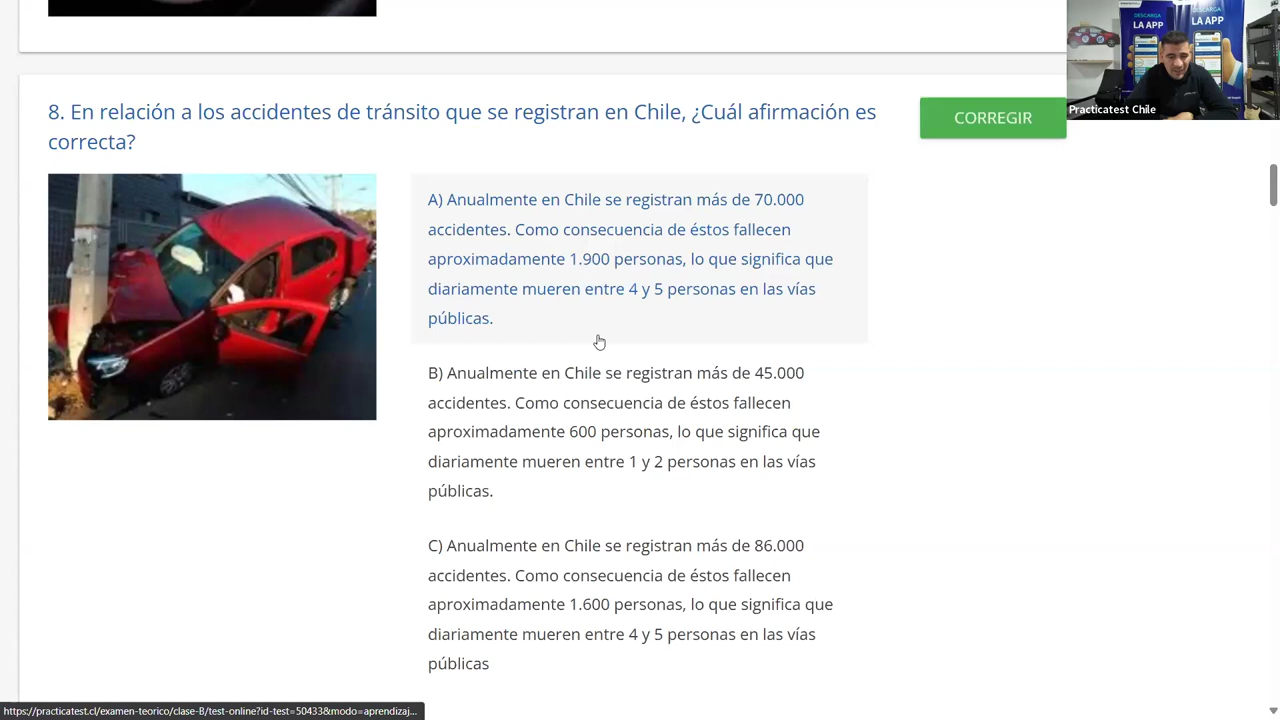 DESCARGA
LA APP
DESCARGA
LA APP
Practicatest Chile
8. En relación a los accidentes de tránsito que se registran en Chile, ¿Cuál afirmación es
correcta?
CORREGIR
A) Anualmente en Chile se registran más de 70.000
accidentes. Como consecuencia de éstos fallecen
aproximadamente 1.900 personas, lo que significa que
diariamente mueren entre 4 y 5 personas en las vías
públicas.
B) Anualmente en Chile se registran más de 45.000
accidentes. Como consecuencia de éstos fallecen
aproximadamente 600 personas, lo que significa que
diariamente mueren entre 1 y 2 personas en las vías
públicas.
C) Anualmente en Chile se registran más de 86.000
accidentes. Como consecuencia de éstos fallecen
aproximadamente 1.600 personas, lo que significa que
diariamente mueren entre 4 y 5 personas en las vías
públicas
https://practicatest.cl/examen-teorico/clase-B/test-online?id-test=50433&modo=aprendizaj...